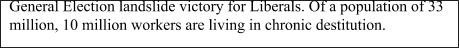 General Election landslide victory for Liberals. Of a population of 33
million, 10 million workers are living in chronic destitution.